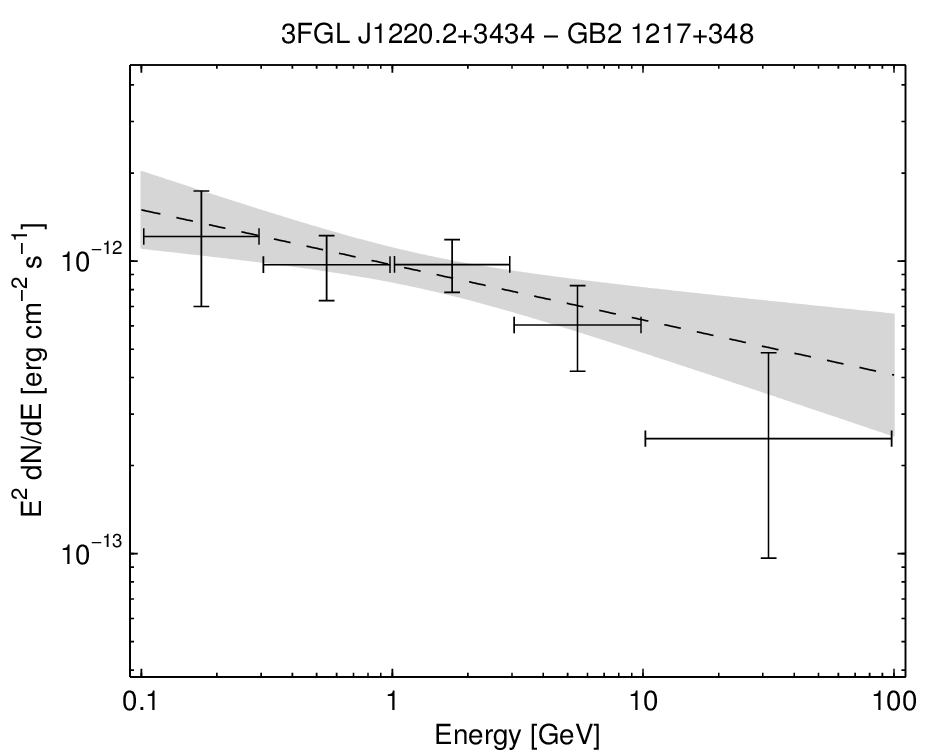 3FGL J1220.2+3434 − GB2 1217+348
E² dN/dE [erg cm⁻² s⁻¹]
10⁻¹²
10⁻¹³
0.1 1 10 100
Energy [GeV]